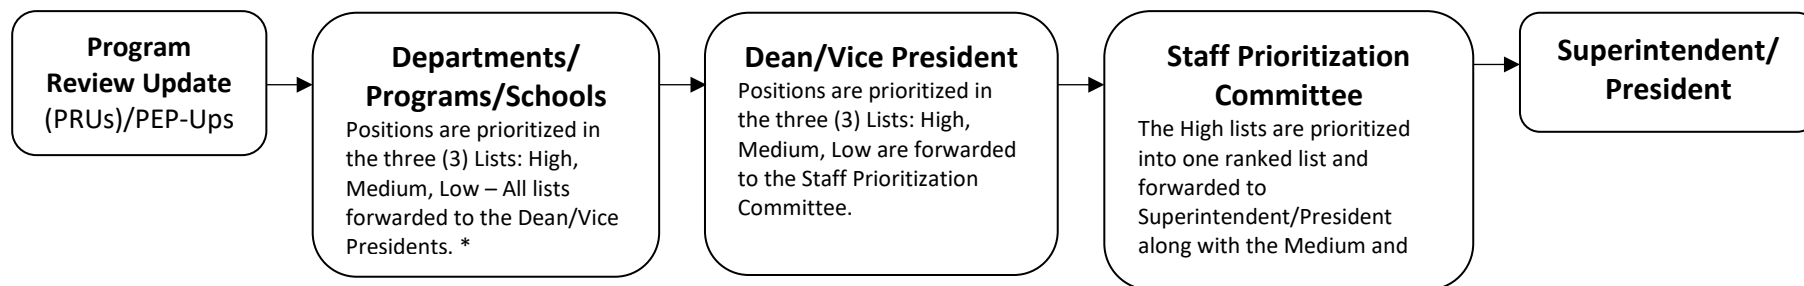 Program
Review Update
(PRUs)/PEP-Ups
Departments/
Programs/Schools
Positions are prioritized in
the three (3) Lists: High,
Medium, Low – All lists
forwarded to the Dean/Vice
Presidents. *
Dean/Vice President
Positions are prioritized in
the three (3) Lists: High,
Medium, Low are forwarded
to the Staff Prioritization
Committee.
Staff Prioritization
Committee
The High lists are prioritized
into one ranked list and
forwarded to
Superintendent/President
along with the Medium and
Superintendent/
President